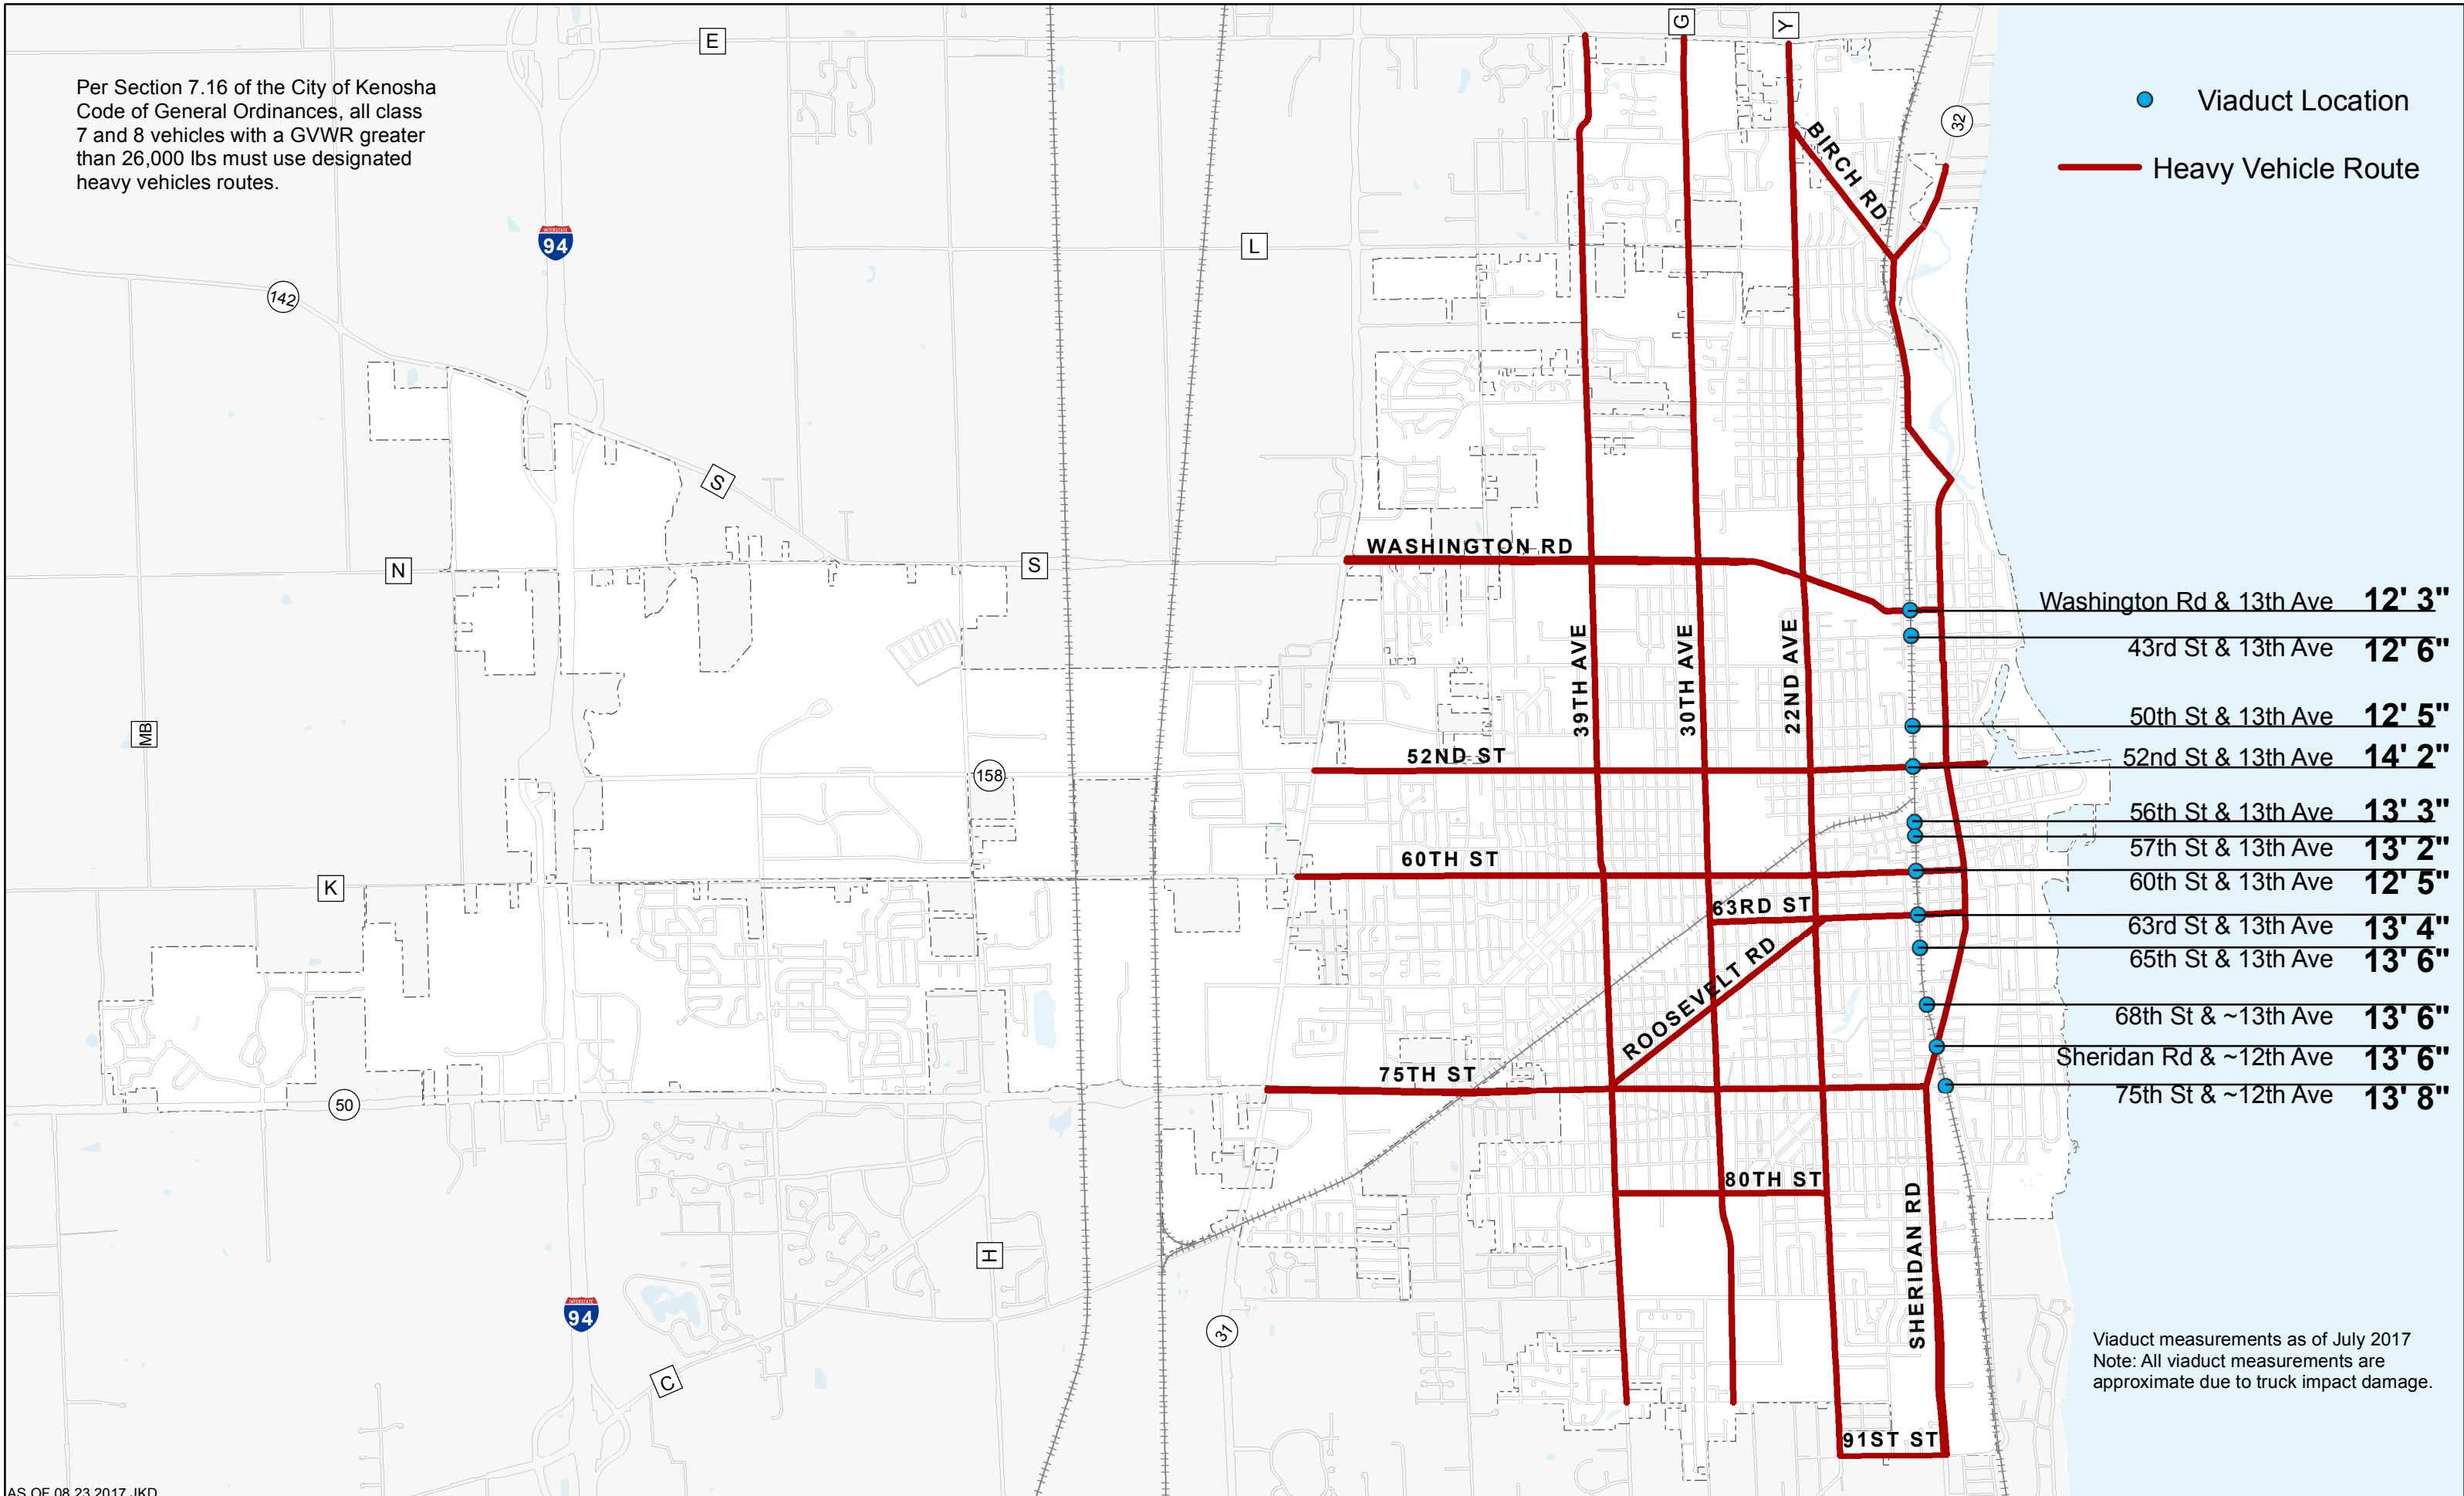 G
Y
E
Per Section 7.16 of the City of Kenosha
Code of General Ordinances, all class
7 and 8 vehicles with a GVWR greater
than 26,000 lbs must use designated
heavy vehicles routes.
Viaduct Location
Heavy Vehicle Route
32
BIRCH RD
INTERSTATE
94
L
142
S
WASHINGTON RD
N
S
Washington Rd & 13th Ave 12' 3"
43rd St & 13th Ave 12' 6"
39TH AVE
30TH AVE
22ND AVE
MB
50th St & 13th Ave 12' 5"
52ND ST
52nd St & 13th Ave 14' 2"
158
56th St & 13th Ave 13' 3"
57th St & 13th Ave 13' 2"
60TH ST
60th St & 13th Ave 12' 5"
K
63RD ST
63rd St & 13th Ave 13' 4"
65th St & 13th Ave 13' 6"
ROOSEVELT RD
68th St & ~13th Ave 13' 6"
Sheridan Rd & ~12th Ave 13' 6"
75TH ST
75th St & ~12th Ave 13' 8"
50
80TH ST
SHERIDAN RD
H
INTERSTATE
94
31
C
Viaduct measurements as of July 2017
Note: All viaduct measurements are
approximate due to truck impact damage.
91ST ST
AS OF 08.23.2017 JKD